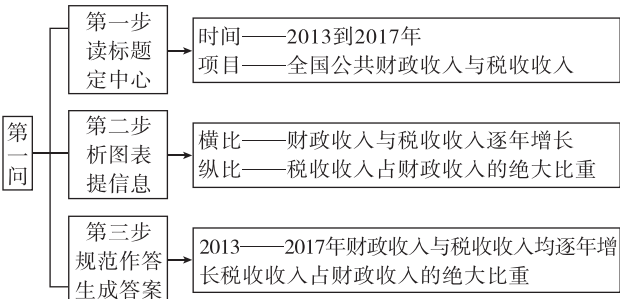 第一问
第一步
读标题
定中心
时间——2013到2017年
项目——全国公共财政收入与税收收入
第二步
析图表
提信息
横比——财政收入与税收收入逐年增长
纵比——税收收入占财政收入的绝大比重
第三步
规范作答
生成答案
2013——2017年财政收入与税收收入均逐年增
长税收收入占财政收入的绝大比重